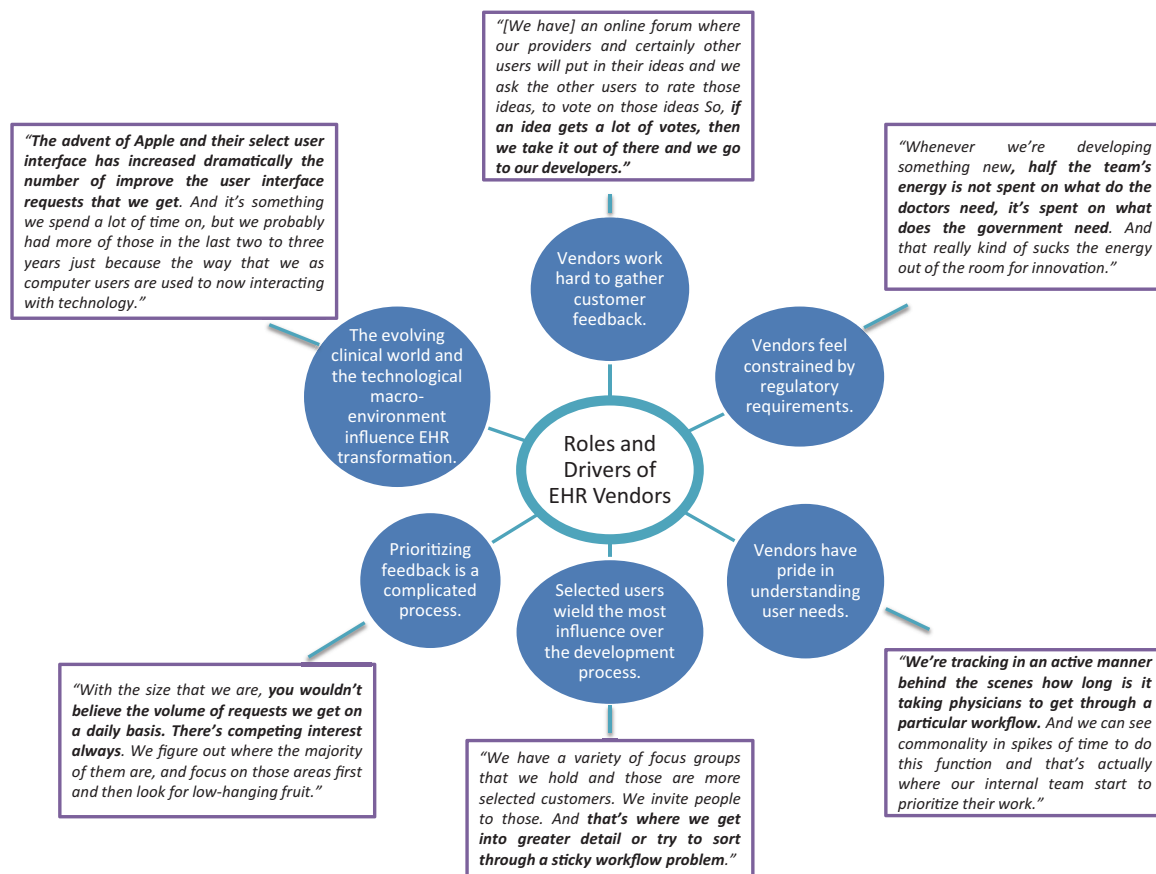 “[We have] an online forum where
our providers and certainly other
users will put in their ideas and we
ask the other users to rate those
ideas, to vote on those ideas So, if
an idea gets a lot of votes, then
we take it out of there and we go
to our developers.”
“The advent of Apple and their select user
interface has increased dramatically the
number of improve the user interface
requests that we get. And it’s something
we spend a lot of time on, but we probably
had more of those in the last two to three
years just because the way that we as
computer users are used to now interacting
with technology.”
“Whenever we’re developing
something new, half the team’s
energy is not spent on what do the
doctors need, it’s spent on what
does the government need. And
that really kind of sucks the energy
out of the room for innovation.”
Vendors work
hard to gather
customer
feedback.
The evolving
clinical world and
the technological
macro-
environment
influence EHR
transformation.
Vendors feel
constrained by
regulatory
requirements.
Roles and
Drivers of
EHR Vendors
Prioritizing
feedback is a
complicated
process.
Selected users
wield the most
influence over
the development
process.
Vendors have
pride in
understanding
user needs.
“With the size that we are, you wouldn’t
believe the volume of requests we get on
a daily basis. There’s competing interest
always. We figure out where the majority
of them are, and focus on those areas first
and then look for low-hanging fruit.”
“We have a variety of focus groups
that we hold and those are more
selected customers. We invite people
to those. And that’s where we get
into greater detail or try to sort
through a sticky workflow problem.”
“We’re tracking in an active manner
behind the scenes how long is it
taking physicians to get through a
particular workflow. And we can see
commonality in spikes of time to do
this function and that’s actually
where our internal team start to
prioritize their work.”